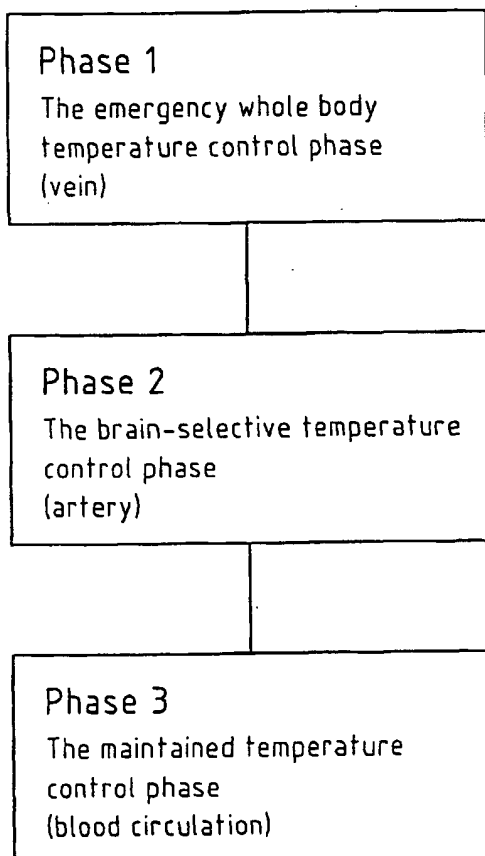 Phase 1
The emergency whole body
temperature control phase
(vein)
Phase 2
The brain-selective temperature
control phase
(artery)
Phase 3
The maintained temperature
control phase
(blood circulation)